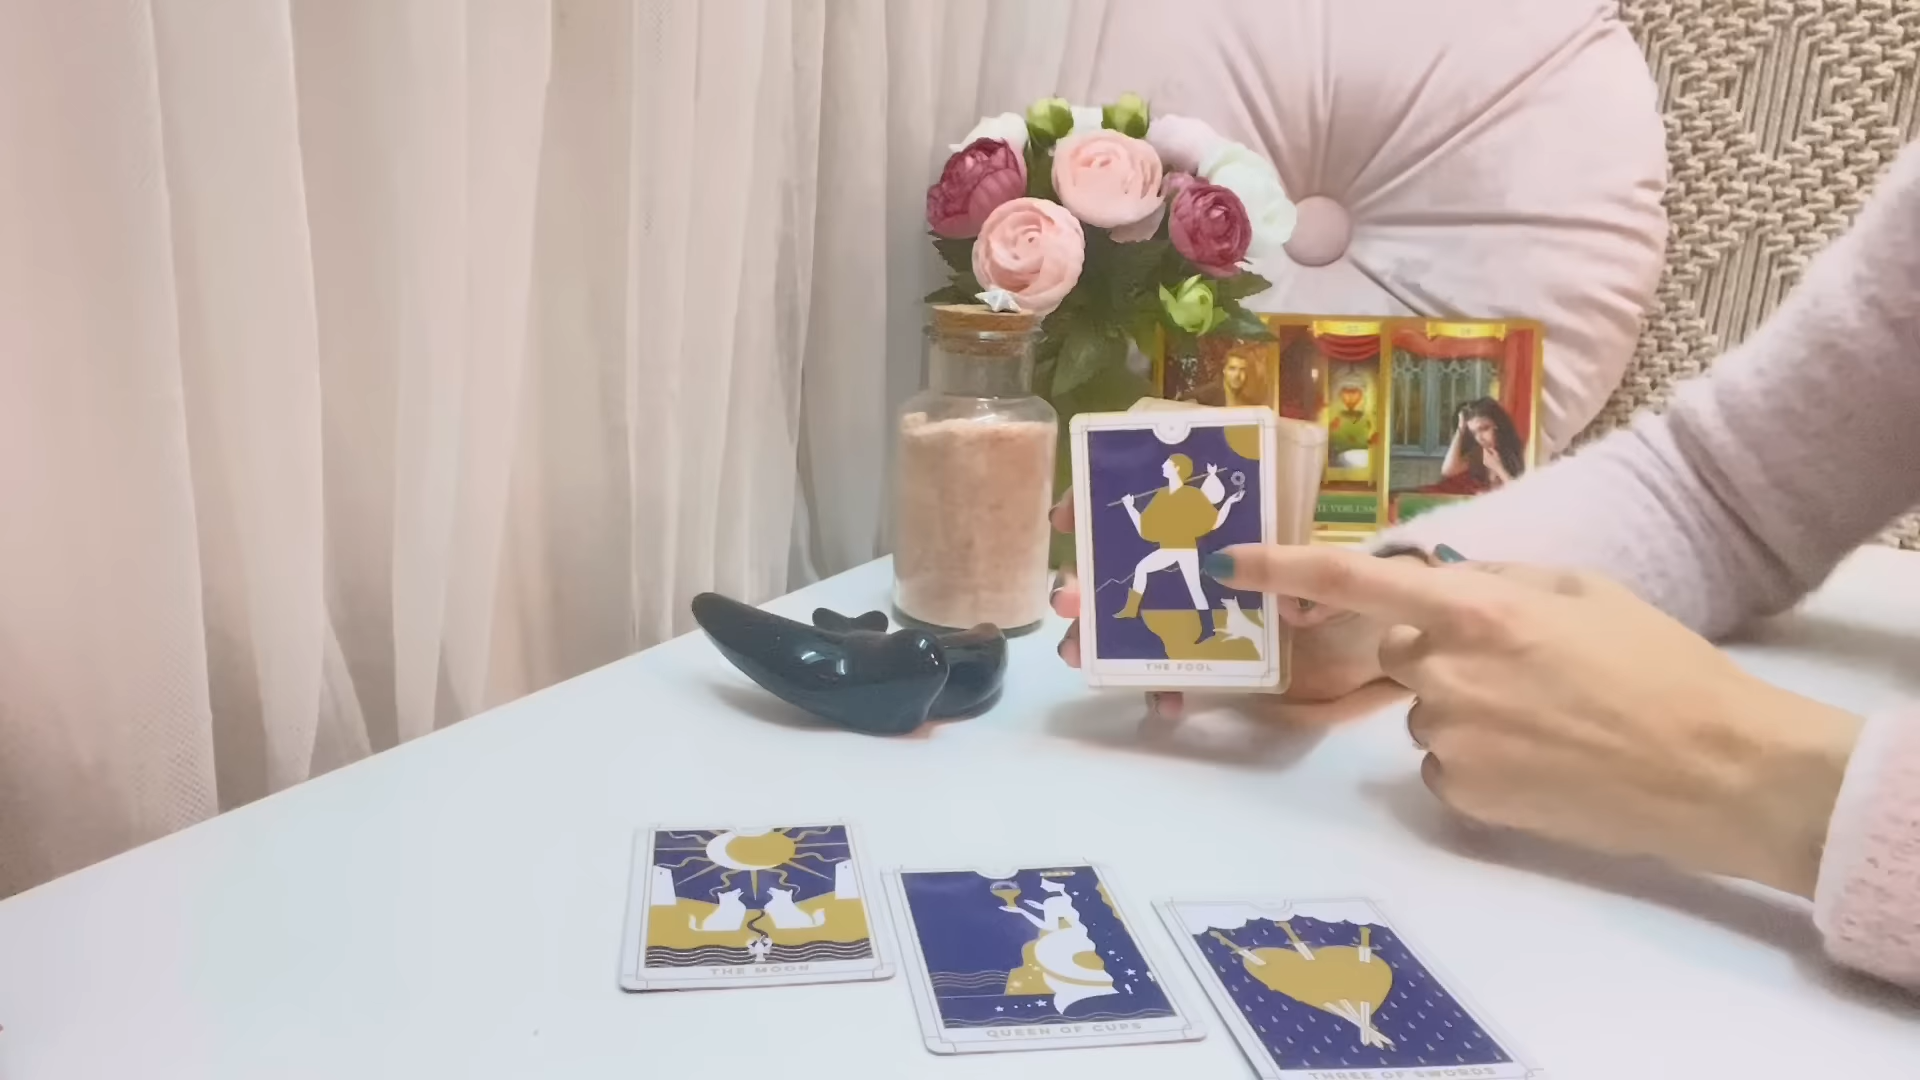 THE FOOL
THE MOON
QUEEN OF CUPS
THREE OF SWORDS